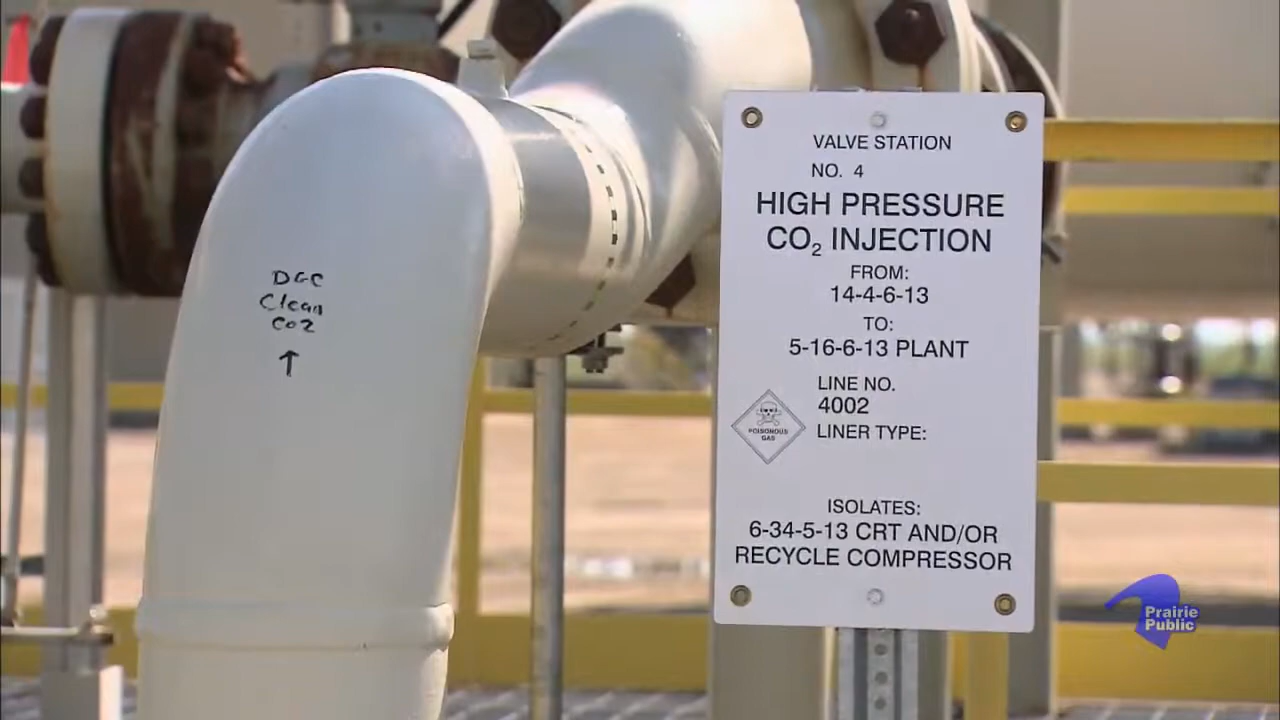 DGC
Clean
CO2
↑
VALVE STATION
NO. 4
HIGH PRESSURE
CO₂ INJECTION
FROM:
14-4-6-13
TO:
5-16-6-13 PLANT
LINE NO.
4002
LINER TYPE:
POISONOUS
GAS
ISOLATES:
6-34-5-13 CRT AND/OR
RECYCLE COMPRESSOR
Prairie
Public